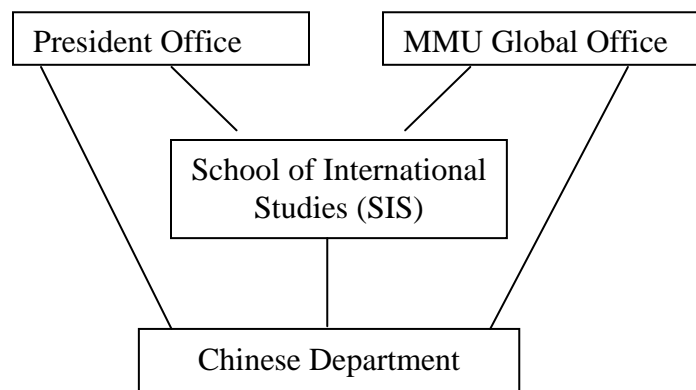 President Office
MMU Global Office
School of International
Studies (SIS)
Chinese Department